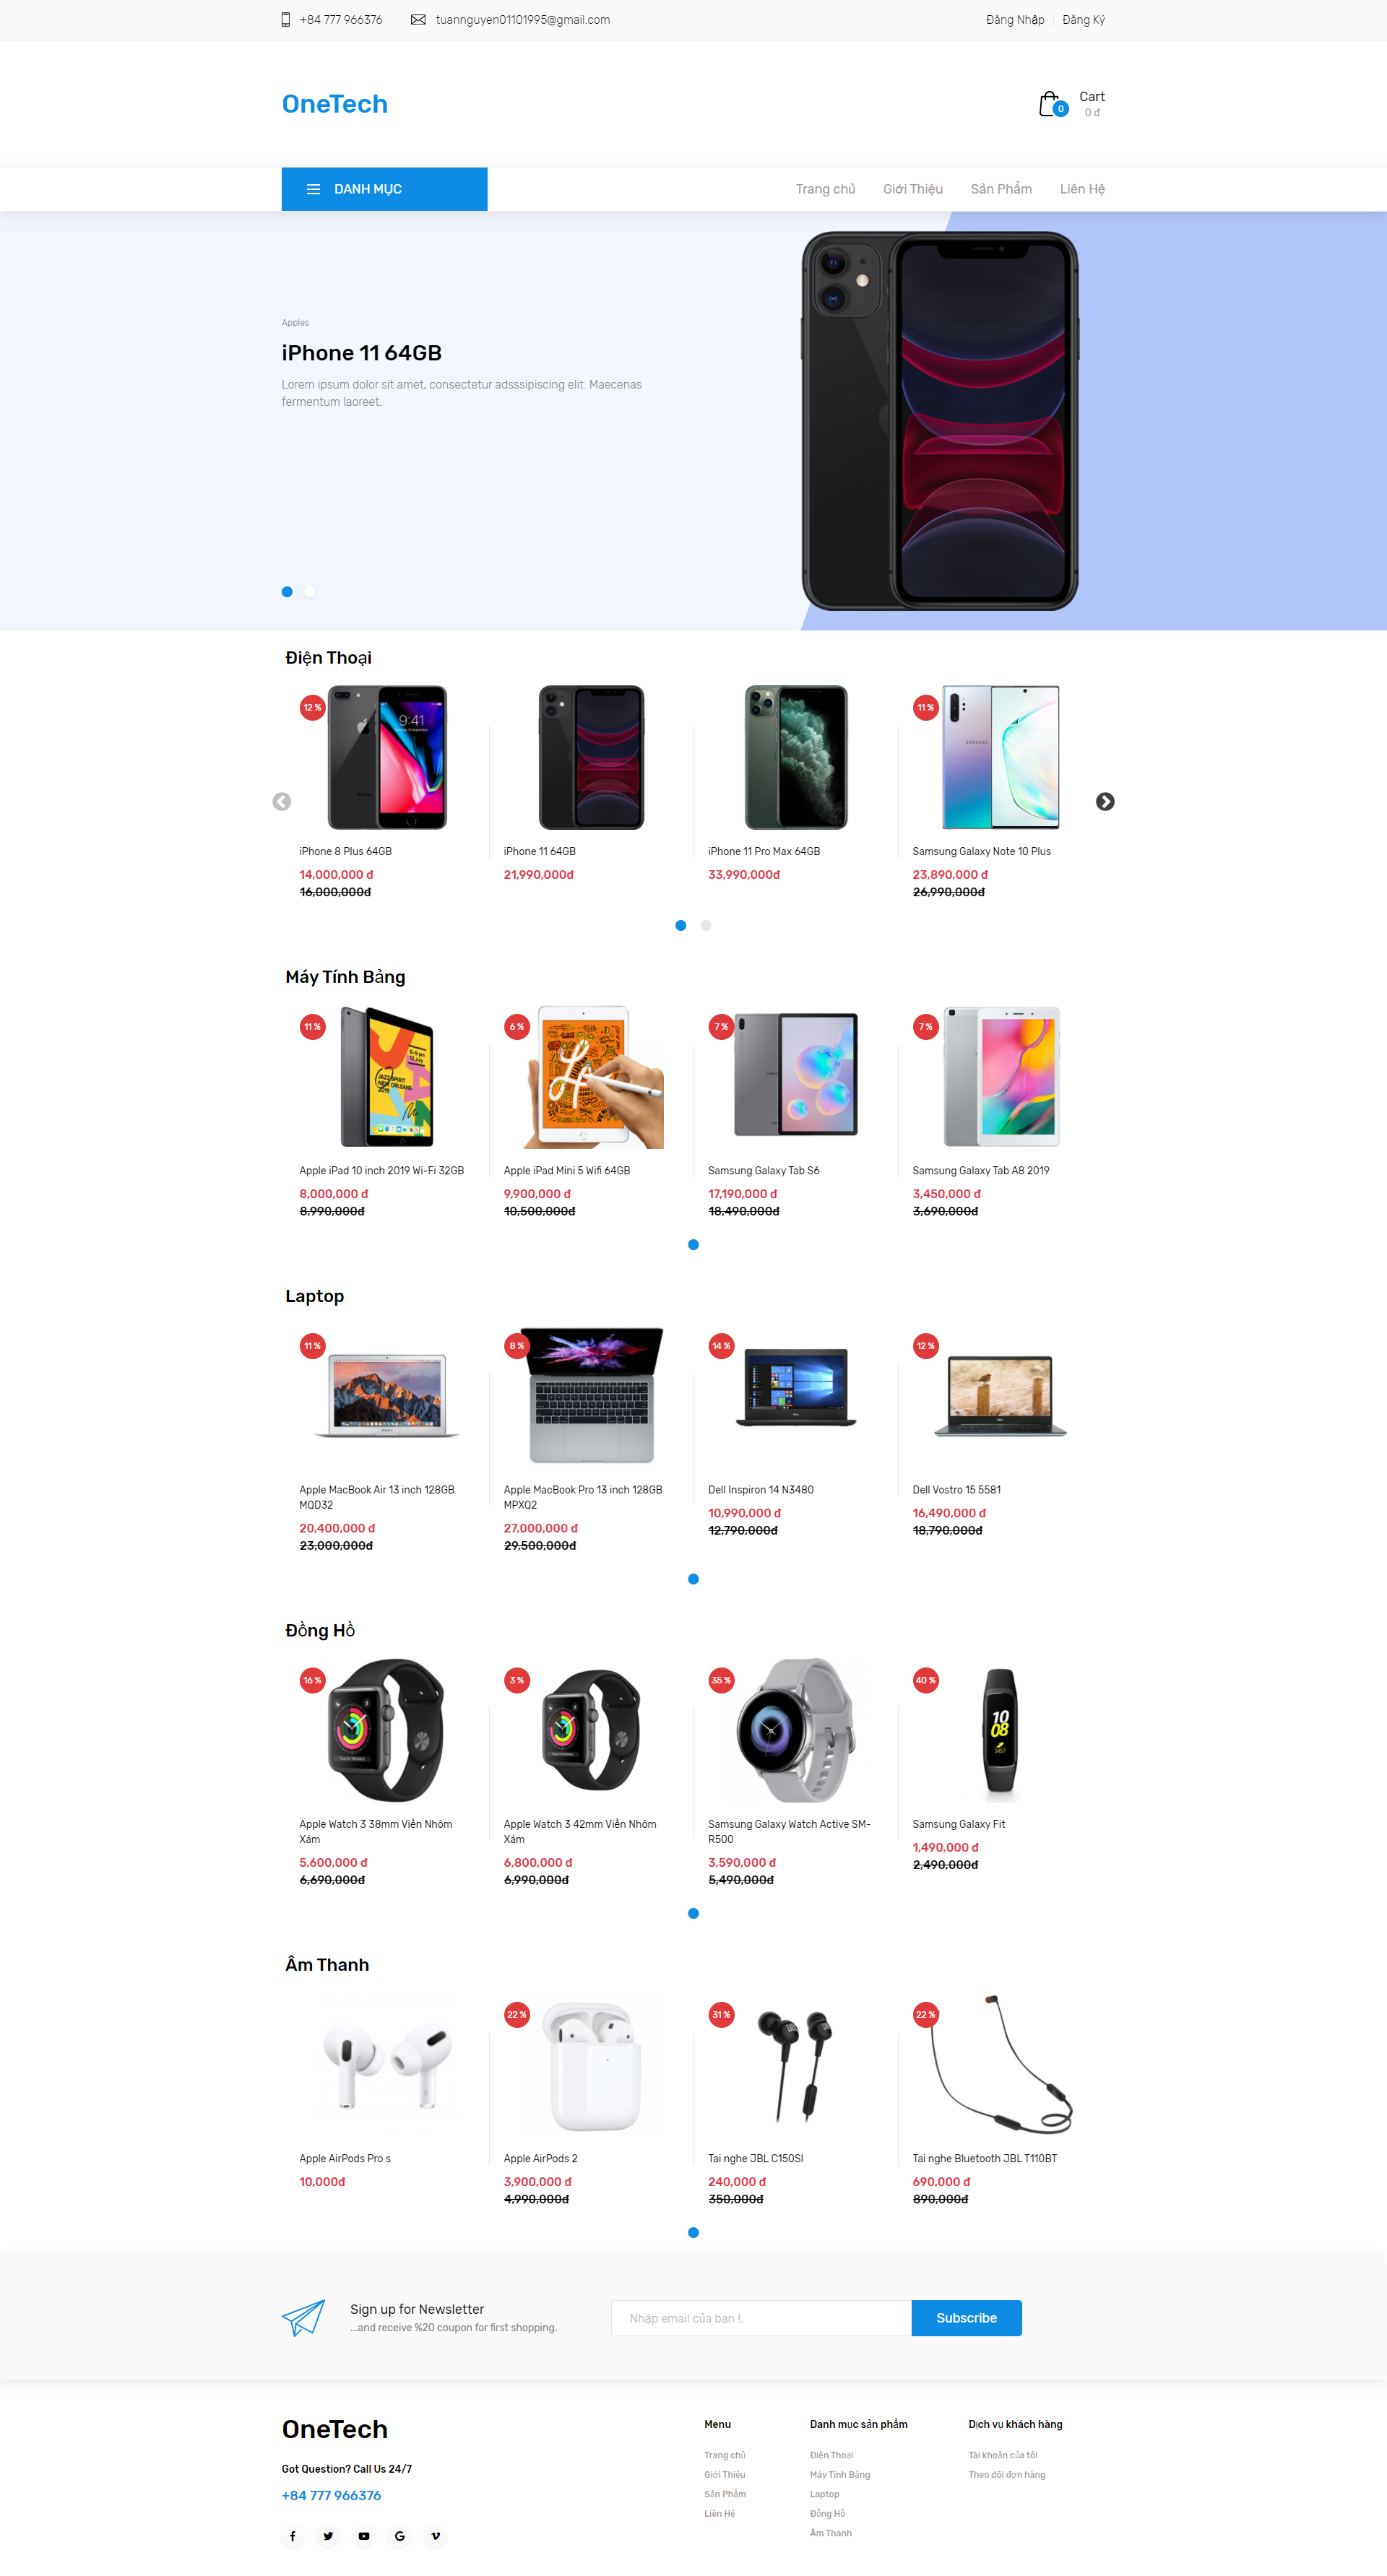 +84 777 966376 tuannguyen01101995@gmail.com Đăng Nhập Đăng Ký
OneTech
0
Cart
0 đ
DANH MỤC
Trang chủ Giới Thiệu Sản Phẩm Liên Hệ
Apples
iPhone 11 64GB
Lorem ipsum dolor sit amet, consectetur adsssipiscing elit. Maecenas
fermentum laoreet.
Điện Thoại
12 %
9:41
11 %
SAMSUNG
iPhone 8 Plus 64GB
14,000,000 đ
16,000,000đ
iPhone 11 64GB
21,990,000đ
iPhone 11 Pro Max 64GB
33,990,000đ
Samsung Galaxy Note 10 Plus
23,890,000 đ
26,990,000đ
Máy Tính Bảng
11 %
6 %
7 %
7 %
Apple iPad 10 inch 2019 Wi-Fi 32GB
8,000,000 đ
8,990,000đ
Apple iPad Mini 5 Wifi 64GB
9,900,000 đ
10,500,000đ
Samsung Galaxy Tab S6
17,190,000 đ
18,490,000đ
Samsung Galaxy Tab A8 2019
3,450,000 đ
3,690,000đ
Laptop
11 %
8 %
14 %
12 %
Apple MacBook Air 13 inch 128GB
MQD32
20,400,000 đ
23,000,000đ
Apple MacBook Pro 13 inch 128GB
MPXQ2
27,000,000 đ
29,500,000đ
Dell Inspiron 14 N3480
10,990,000 đ
12,790,000đ
Dell Vostro 15 5581
16,490,000 đ
18,790,000đ
Đồng Hồ
16 %
3 %
35 %
40 %
10
08
Apple Watch 3 38mm Viền Nhôm
Xám
5,600,000 đ
6,690,000đ
Apple Watch 3 42mm Viền Nhôm
Xám
6,800,000 đ
6,990,000đ
Samsung Galaxy Watch Active SM-
R500
3,590,000 đ
5,490,000đ
Samsung Galaxy Fit
1,490,000 đ
2,490,000đ
Âm Thanh
22 %
31 %
22 %
Apple AirPods Pro s
10,000đ
Apple AirPods 2
3,900,000 đ
4,990,000đ
Tai nghe JBL C150SI
240,000 đ
350,000đ
Tai nghe Bluetooth JBL T110BT
690,000 đ
890,000đ
Sign up for Newsletter
...and receive %20 coupon for first shopping.
Nhập email của bạn !.
Subscribe
OneTech
Got Question? Call Us 24/7
+84 777 966376
Menu
Trang chủ
Giới Thiệu
Sản Phẩm
Liên Hệ
Danh mục sản phẩm
Điện Thoại
Máy Tính Bảng
Laptop
Đồng Hồ
Âm Thanh
Dịch vụ khách hàng
Tài khoản của tôi
Theo dõi đơn hàng